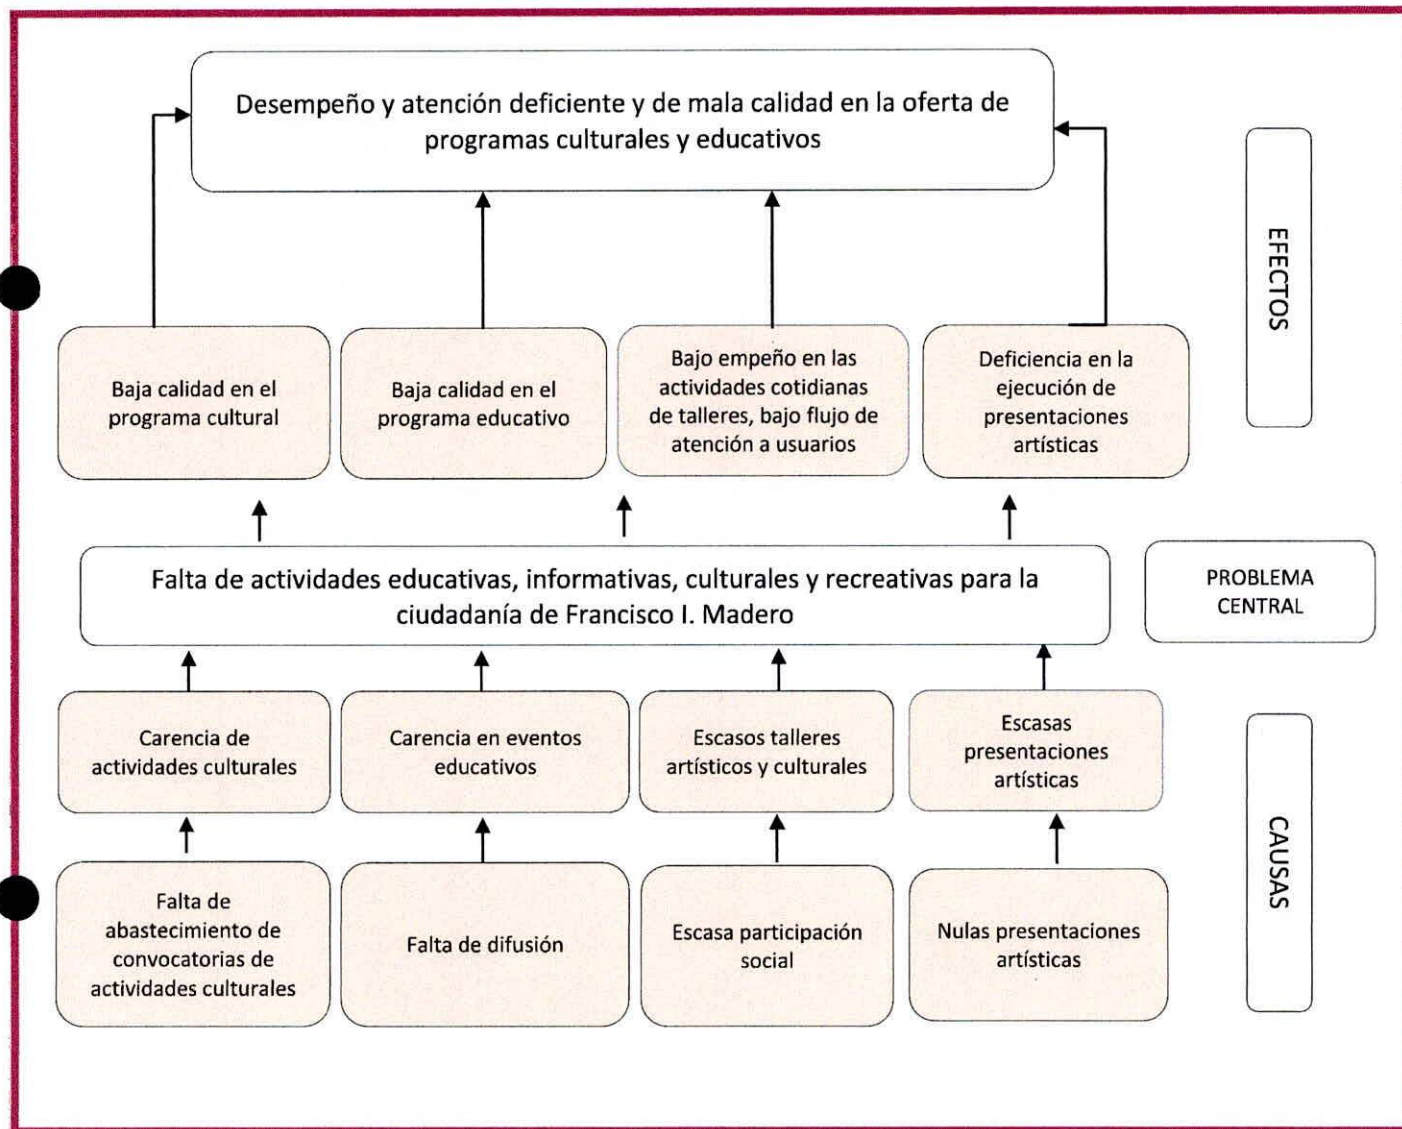 Desempeño y atención deficiente y de mala calidad en la oferta de
programas culturales y educativos
EFECTOS
Baja calidad en el
programa cultural
Baja calidad en el
programa educativo
Bajo empeño en las
actividades cotidianas
de talleres, bajo flujo de
atención a usuarios
Deficiencia en la
ejecución de
presentaciones
artísticas
Falta de actividades educativas, informativas, culturales y recreativas para la
ciudadanía de Francisco I. Madero
PROBLEMA
CENTRAL
Carencia de
actividades culturales
Carencia en eventos
educativos
Escasos talleres
artísticos y culturales
Escasas
presentaciones
artísticas
CAUSAS
Falta de
abastecimiento de
convocatorias de
actividades culturales
Falta de difusión
Escasa participación
social
Nulas presentaciones
artísticas